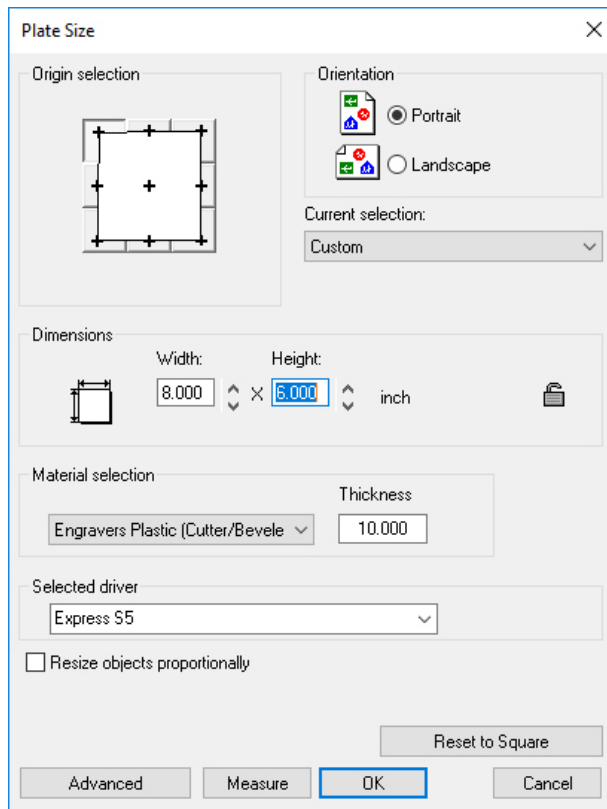 Plate Size
Origin selection
Orientation
Portrait
Landscape
Current selection:
Custom
Dimensions
Width:
Height:
8.000
X
6.000
inch
Material selection
Thickness
Engravers Plastic (Cutter/Bevele
10.000
Selected driver
Express S5
Resize objects proportionally
Reset to Square
Advanced
Measure
OK
Cancel